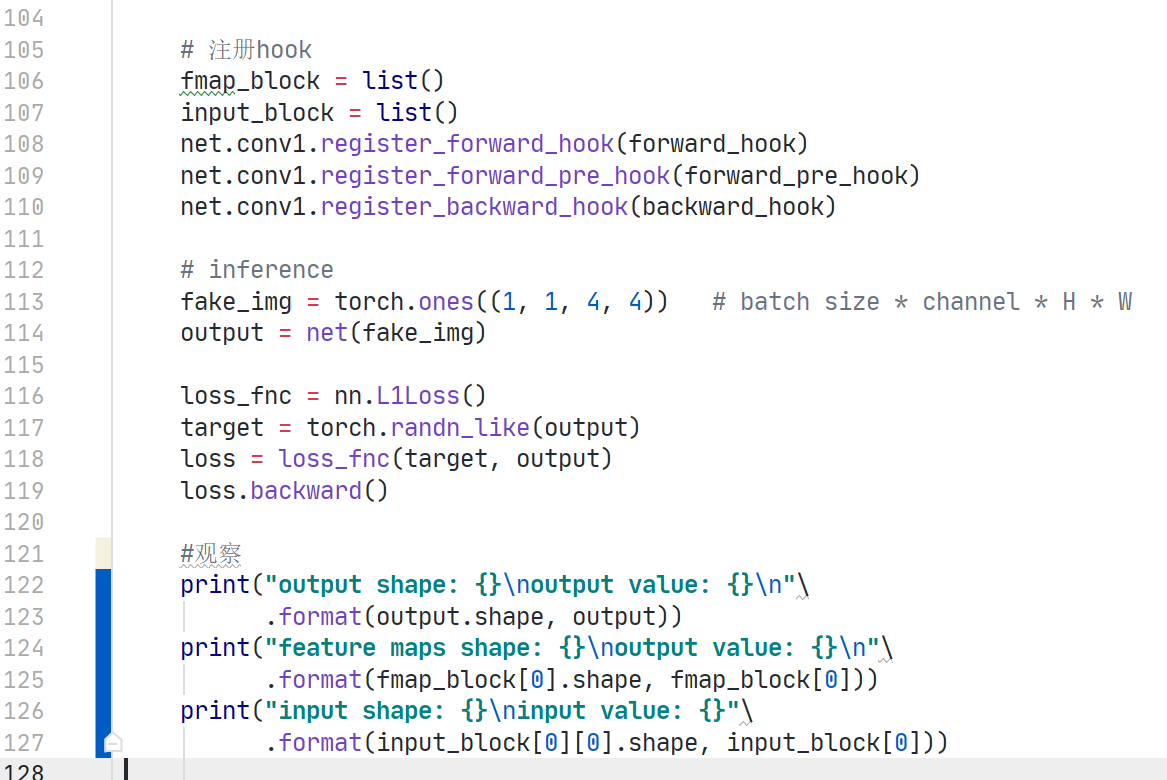 104
105 # 注册hook
106 fmap_block = list()
107 input_block = list()
108 net.conv1.register_forward_hook(forward_hook)
109 net.conv1.register_forward_pre_hook(forward_pre_hook)
110 net.conv1.register_backward_hook(backward_hook)
111
112 # inference
113 fake_img = torch.ones((1, 1, 4, 4))   # batch size * channel * H * W
114 output = net(fake_img)
115
116 loss_fnc = nn.L1Loss()
117 target = torch.randn_like(output)
118 loss = loss_fnc(target, output)
119 loss.backward()
120
121 #观察
122 print("output shape: {}\noutput value: {}\n"\
123       .format(output.shape, output))
124 print("feature maps shape: {}\noutput value: {}\n"\
125       .format(fmap_block[0].shape, fmap_block[0]))
126 print("input shape: {}\ninput value: {}"\
127       .format(input_block[0][0].shape, input_block[0]))
128